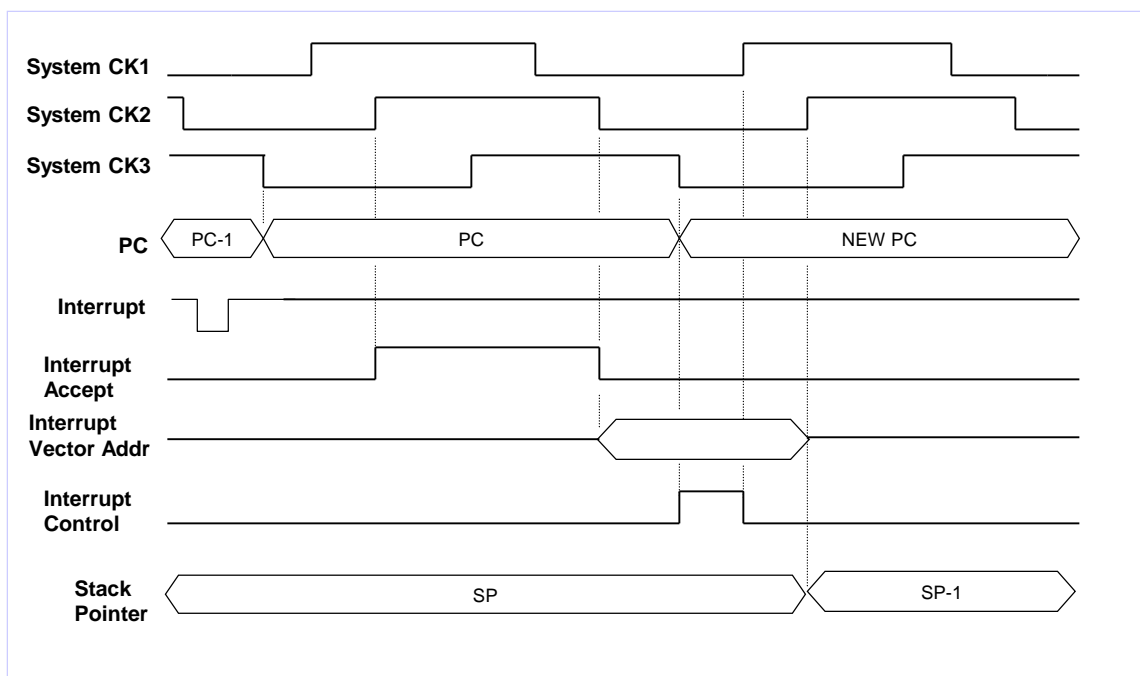 System CK1
System CK2
System CK3
PC
PC-1
PC
NEW PC
Interrupt
Interrupt
Accept
Interrupt
Vector Addr
Interrupt
Control
Stack
Pointer
SP
SP-1